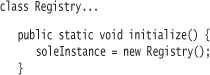 class Registry...
public static void initialize() {
soleInstance = new Registry();
}